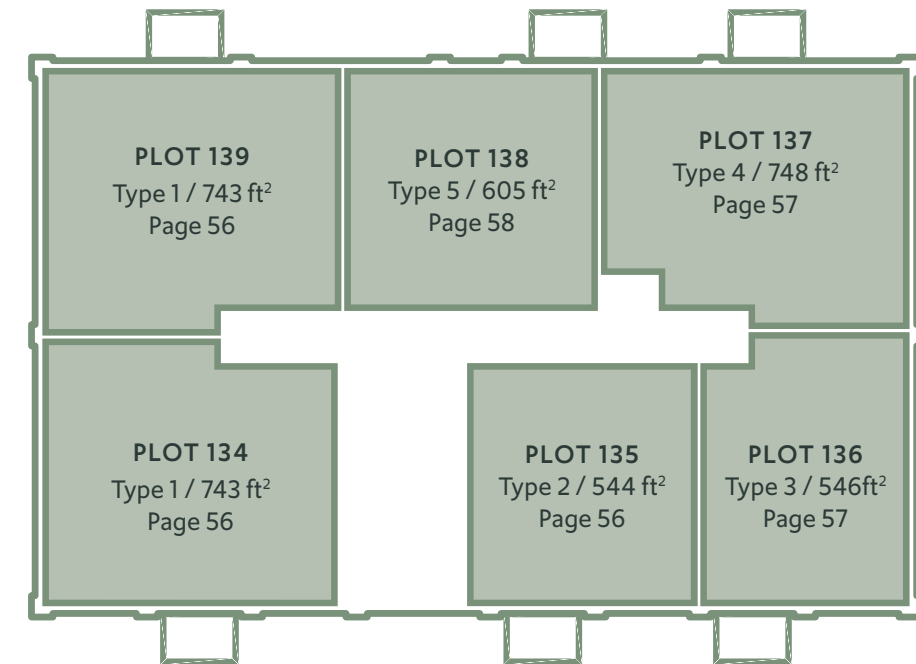 PLOT 139
Type 1 / 743 ft²
Page 56
PLOT 138
Type 5 / 605 ft²
Page 58
PLOT 137
Type 4 / 748 ft²
Page 57
PLOT 134
Type 1 / 743 ft²
Page 56
PLOT 135
Type 2 / 544 ft²
Page 56
PLOT 136
Type 3 / 546ft²
Page 57